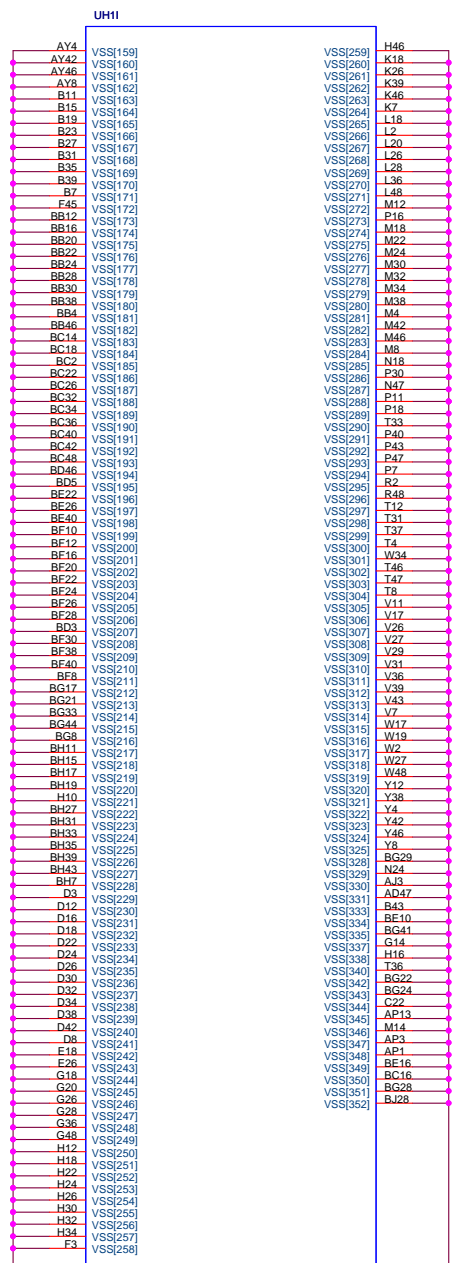 UH1I
AY4 VSS[159] VSS[259] H46
AY42 VSS[160] VSS[260] K18
AY46 VSS[161] VSS[261] K26
AY8 VSS[162] VSS[262] K39
B11 VSS[163] VSS[263] K46
B15 VSS[164] VSS[264] K7
B19 VSS[165] VSS[265] L18
B23 VSS[166] VSS[266] L2
B27 VSS[167] VSS[267] L20
B31 VSS[168] VSS[268] L26
B35 VSS[169] VSS[269] L28
B39 VSS[170] VSS[270] L36
B7 VSS[171] VSS[271] L48
F45 VSS[172] VSS[272] M12
BB12 VSS[173] VSS[273] P16
BB16 VSS[174] VSS[274] M18
BB20 VSS[175] VSS[275] M22
BB22 VSS[176] VSS[276] M24
BB24 VSS[177] VSS[277] M30
BB28 VSS[178] VSS[278] M32
BB30 VSS[179] VSS[279] M34
BB38 VSS[180] VSS[280] M38
BB4 VSS[181] VSS[281] M4
BB46 VSS[182] VSS[282] M42
BC14 VSS[183] VSS[283] M46
BC18 VSS[184] VSS[284] M8
BC2 VSS[185] VSS[285] N18
BC22 VSS[186] VSS[286] P30
BC26 VSS[187] VSS[287] N47
BC32 VSS[188] VSS[288] P11
BC34 VSS[189] VSS[289] P18
BC36 VSS[190] VSS[290] T33
BC40 VSS[191] VSS[291] P40
BC42 VSS[192] VSS[292] P43
BC48 VSS[193] VSS[293] P47
BD46 VSS[194] VSS[294] P7
BD5 VSS[195] VSS[295] R2
BE22 VSS[196] VSS[296] R48
BE26 VSS[197] VSS[297] T12
BE40 VSS[198] VSS[298] T31
BF10 VSS[199] VSS[299] T37
BF12 VSS[200] VSS[300] T4
BF16 VSS[201] VSS[301] W34
BF20 VSS[202] VSS[302] T46
BF22 VSS[203] VSS[303] T47
BF24 VSS[204] VSS[304] T8
BF26 VSS[205] VSS[305] V11
BF28 VSS[206] VSS[306] V17
BD3 VSS[207] VSS[307] V26
BF30 VSS[208] VSS[308] V27
BF38 VSS[209] VSS[309] V29
BF40 VSS[210] VSS[310] V31
BF8 VSS[211] VSS[311] V36
BG17 VSS[212] VSS[312] V39
BG21 VSS[213] VSS[313] V43
BG33 VSS[214] VSS[314] V7
BG44 VSS[215] VSS[315] W17
BG8 VSS[216] VSS[316] W19
BH11 VSS[217] VSS[317] W2
BH15 VSS[218] VSS[318] W27
BH17 VSS[219] VSS[319] W48
BH19 VSS[220] VSS[320] Y12
H10 VSS[221] VSS[321] Y38
BH27 VSS[222] VSS[322] Y4
BH31 VSS[223] VSS[323] Y42
BH33 VSS[224] VSS[324] Y46
BH35 VSS[225] VSS[325] Y8
BH39 VSS[226] VSS[328] BG29
BH43 VSS[227] VSS[329] N24
BH7 VSS[228] VSS[330] AJ3
D3 VSS[229] VSS[331] AD47
D12 VSS[230] VSS[333] B43
D16 VSS[231] VSS[334] BE10
D18 VSS[232] VSS[335] BG41
D22 VSS[233] VSS[337] G14
D24 VSS[234] VSS[338] H16
D26 VSS[235] VSS[340] T36
D30 VSS[236] VSS[342] BG22
D32 VSS[237] VSS[343] BG24
D34 VSS[238] VSS[344] C22
D38 VSS[239] VSS[345] AP13
D42 VSS[240] VSS[346] M14
D8 VSS[241] VSS[347] AP3
E18 VSS[242] VSS[348] AP1
E26 VSS[243] VSS[349] BE16
G18 VSS[244] VSS[350] BC16
G20 VSS[245] VSS[351] BG28
G26 VSS[246] VSS[352] BJ28
G28 VSS[247]
G36 VSS[248]
G48 VSS[249]
H12 VSS[250]
H18 VSS[251]
H22 VSS[252]
H24 VSS[253]
H26 VSS[254]
H30 VSS[255]
H32 VSS[256]
H34 VSS[257]
F3 VSS[258]